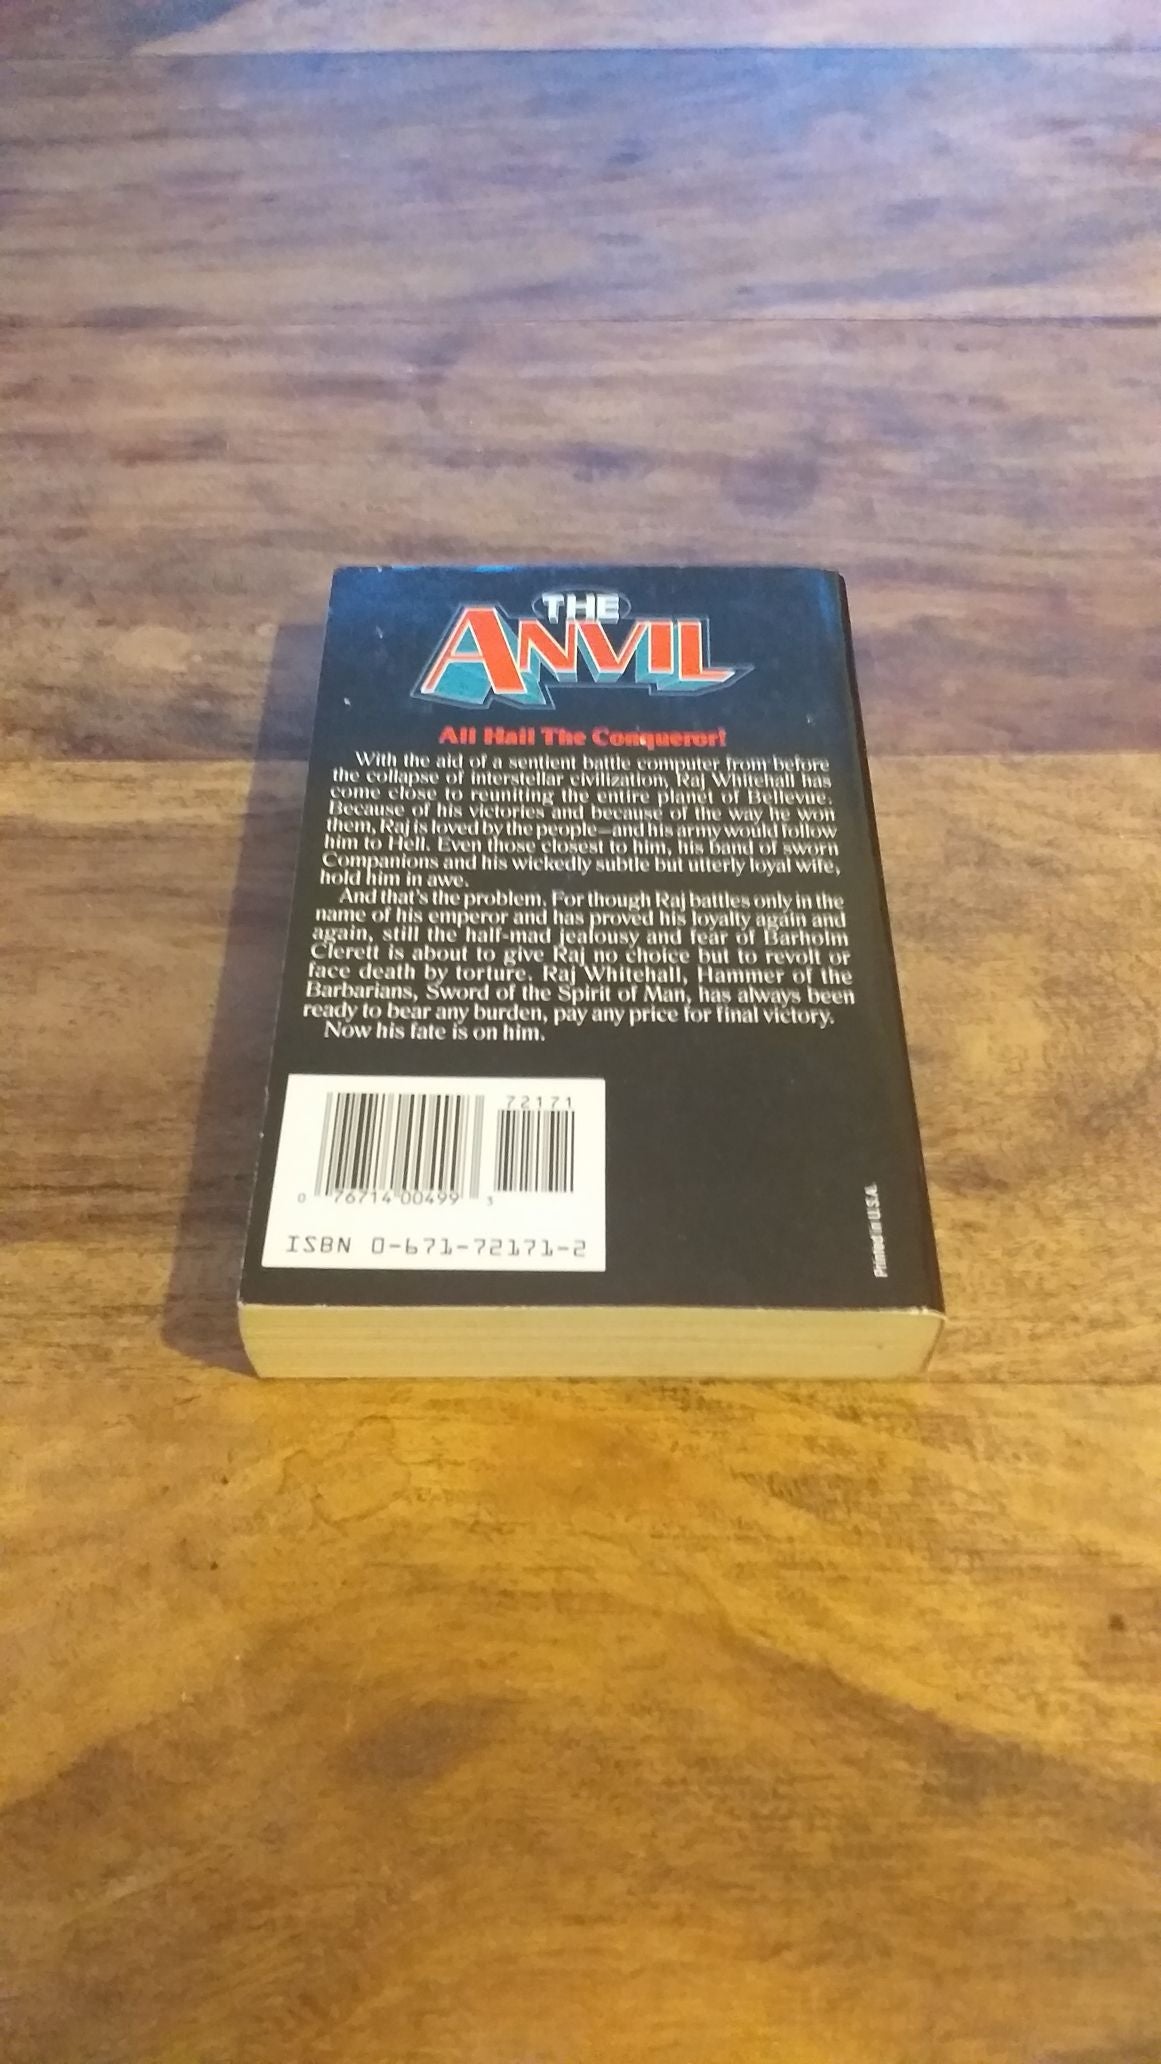 THE
ANVIL
All Hail The Conqueror!
With the aid of a sentient battle computer from before
the collapse of interstellar civilization, Raj Whitehall has
come close to reuniting the entire planet of Bellevue.
Because of his victories and because of the way he won
them, Raj is loved by the people—and his army would follow
him to Hell. Even those closest to him, his band of sworn
Companions and his wickedly subtle but utterly loyal wife,
hold him in awe.
And that's the problem. For though Raj battles only in the
name of his emperor and has proved his loyalty again and
again, still the half-mad jealousy and fear of Barholm
Clerett is about to give Raj no choice but to revolt or
face death by torture. Raj Whitehall, Hammer of the
Barbarians, Sword of the Spirit of Man, has always been
ready to bear any burden, pay any price for final victory.
Now his fate is on him.
72171
0 76714 00499 3
ISBN 0-671-72171-2
Printed in U.S.A.